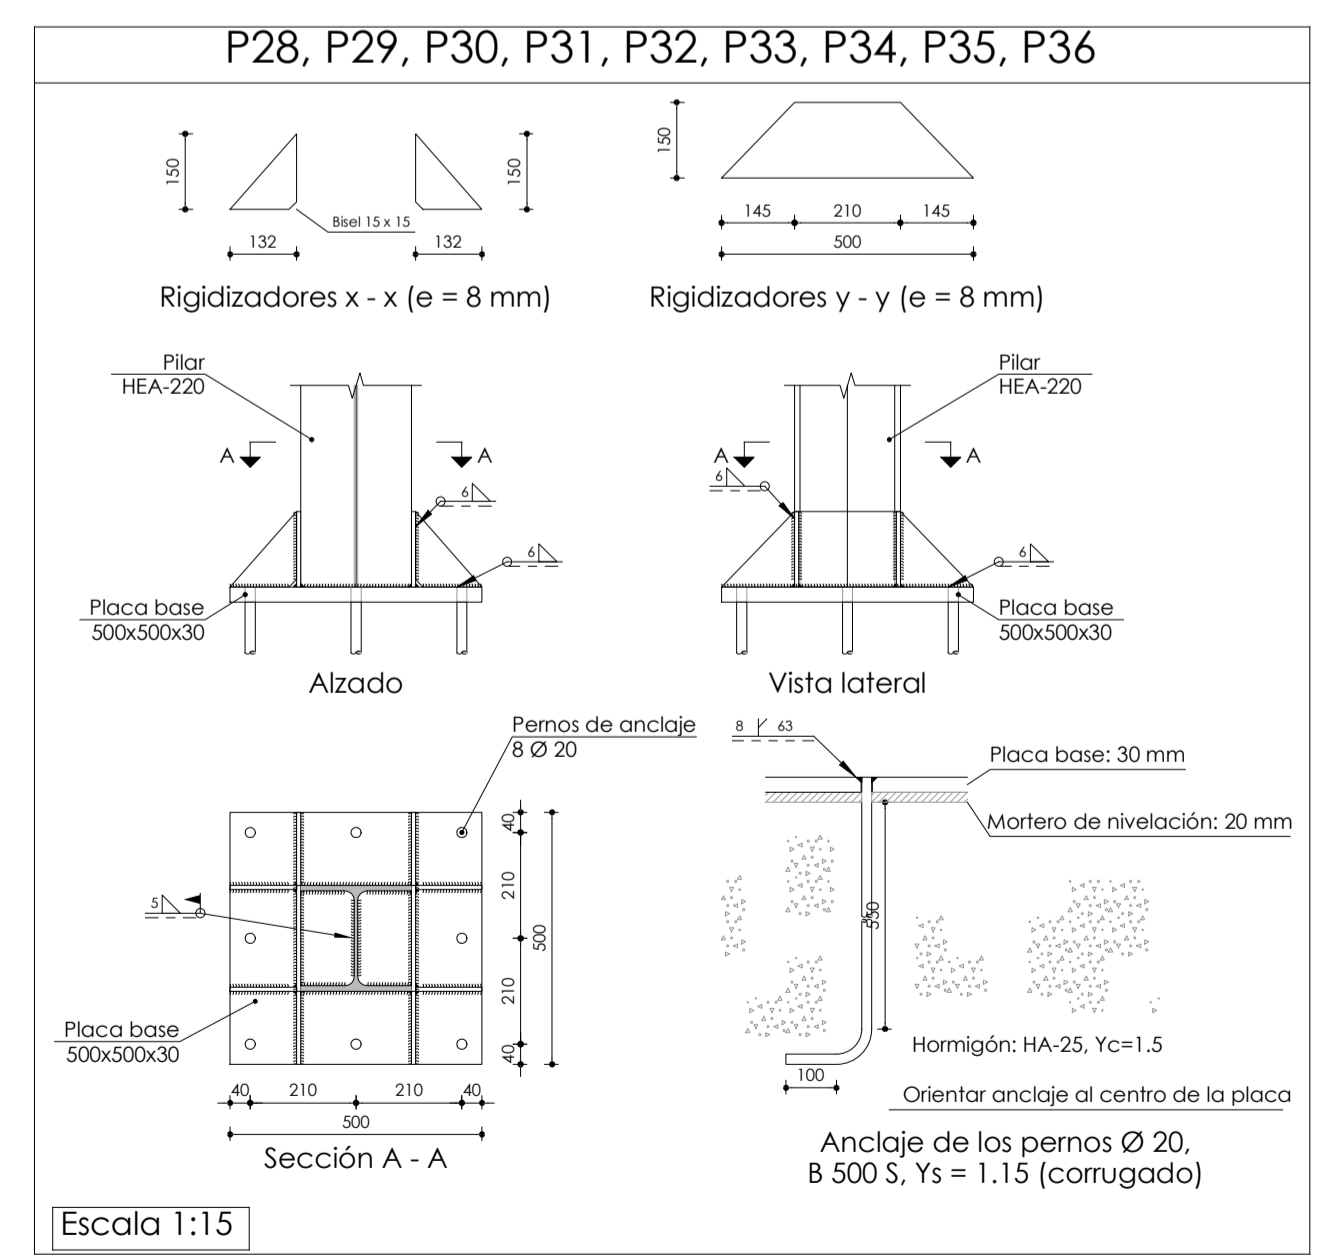 P28, P29, P30, P31, P32, P33, P34, P35, P36
150
132
Bisel 15 x 15
132
150
Rigidizadores x - x (e = 8 mm)
150
145
210
145
500
Rigidizadores y - y (e = 8 mm)
Pilar
HEA-220
A
A
6
6
Placa base
500x500x30
Alzado
Pilar
HEA-220
A
A
6
6
Placa base
500x500x30
Vista lateral
Pernos de anclaje
8 Ø 20
40
210
500
210
40
5
Placa base
500x500x30
40
210
210
40
500
Sección A - A
8
63
Placa base: 30 mm
Mortero de nivelación: 20 mm
Hormigón: HA-25, Yc=1.5
100
Orientar anclaje al centro de la placa
Anclaje de los pernos Ø 20,
B 500 S, Ys = 1.15 (corrugado)
Escala 1:15